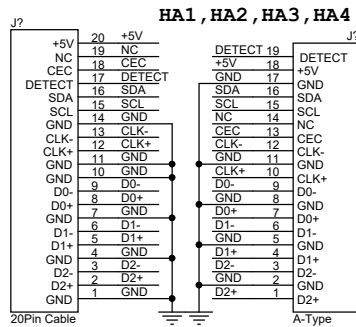 HA1,HA2,HA3,HA4
J?
+5V 20 +5V
NC 19 NC
CEC 18 CEC
DETECT 17 DETECT
SDA 16 SDA
SCL 15 SCL
GND 14 GND
CLK- 13 CLK-
CLK+ 12 CLK+
GND 11 GND
GND 10 GND
D0- 9 D0-
D0+ 8 D0+
GND 7 GND
D1- 6 D1-
D1+ 5 D1+
GND 4 GND
D2- 3 D2-
D2+ 2 D2+
GND 1 GND
20Pin Cable
J?
DETECT 19 DETECT
+5V 18 +5V
GND 17 GND
SDA 16 SDA
SCL 15 SCL
NC 14 NC
CEC 13 CEC
CLK- 12 CLK-
GND 11 GND
CLK+ 10 CLK+
D0- 9 D0-
GND 8 GND
D0+ 7 D0+
D1- 6 D1-
GND 5 GND
D1+ 4 D1+
D2- 3 D2-
GND 2 GND
D2+ 1 D2+
A-Type